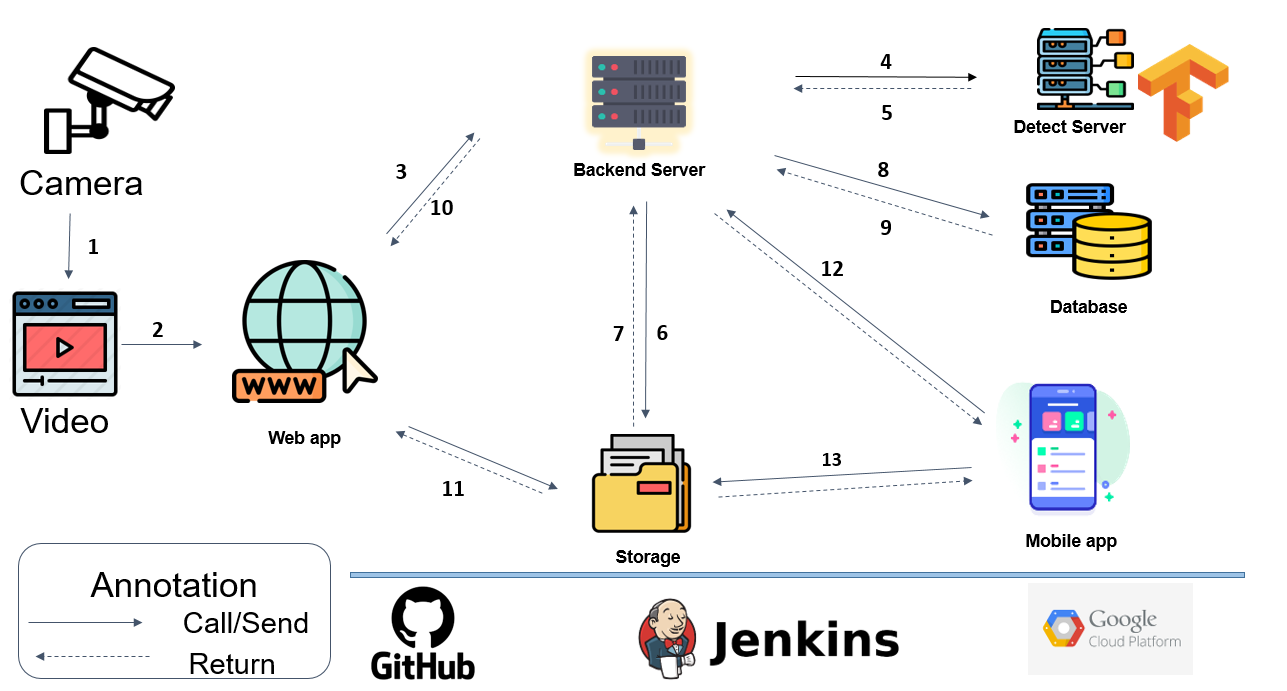 4
5
Detect Server
Camera
Backend Server
3
10
8
9
1
12
Database
2
7
6
WWW
Video
Web app
11
13
Storage
Mobile app
Annotation
Call/Send
Return
GitHub
Jenkins
Google
Cloud Platform